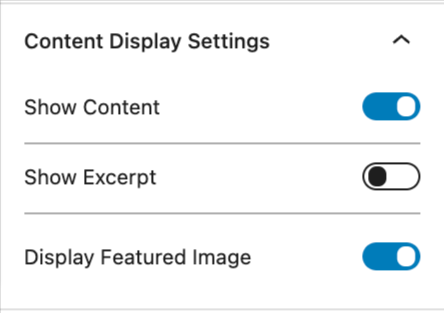 Content Display Settings
Show Content
Show Excerpt
Display Featured Image